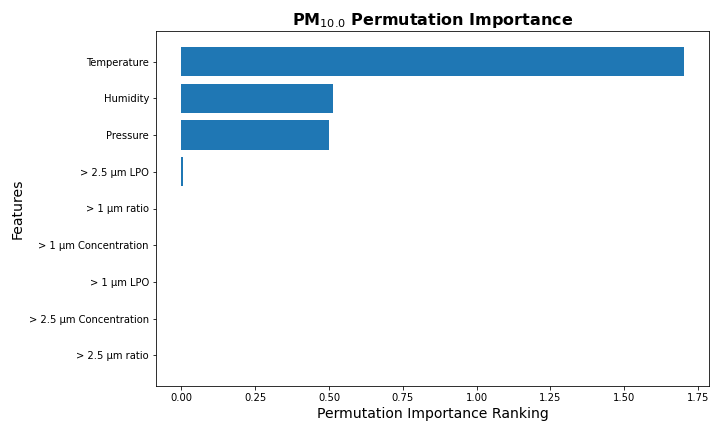 PM10.0 Permutation Importance
Features
Temperature
Humidity
Pressure
> 2.5 μm LPO
> 1 μm ratio
> 1 μm Concentration
> 1 μm LPO
> 2.5 μm Concentration
> 2.5 μm ratio
0.00 0.25 0.50 0.75 1.00 1.25 1.50 1.75
Permutation Importance Ranking